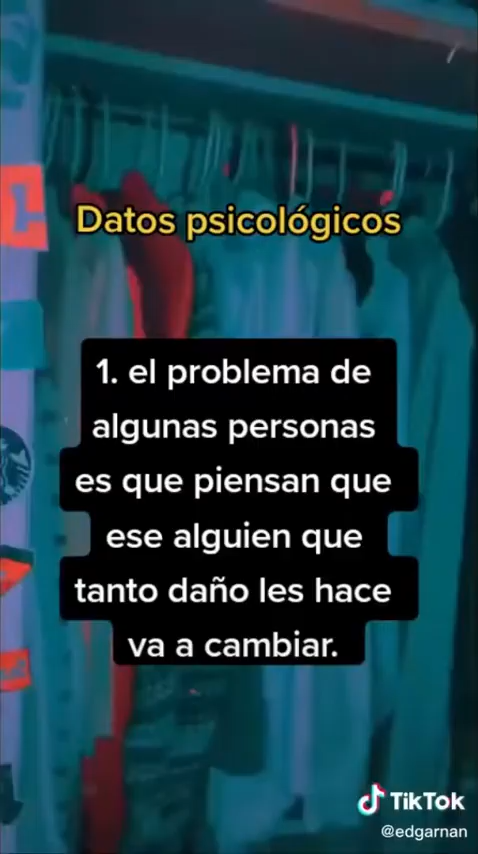 Datos psicológicos
1. el problema de
algunas personas
es que piensan que
ese alguien que
tanto daño les hace
va a cambiar.
TikTok
@edgarnan